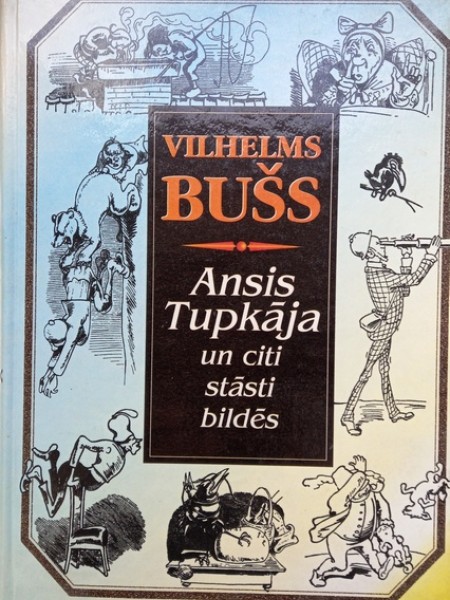 VILHELMS
BUŠS
Ansis
Tupkāja
un citi
stāsti
bildēs